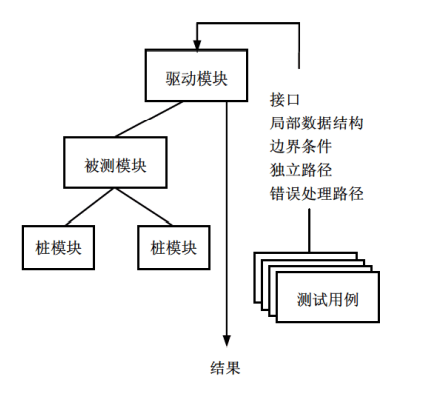 驱动模块
接口
局部数据结构
边界条件
独立路径
错误处理路径
被测模块
桩模块
桩模块
测试用例
结果